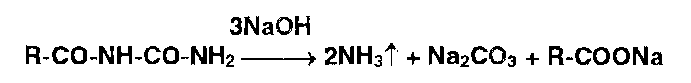 3NaOH
R-CO-NH-CO-NH₂ ⟶ 2NH₃↑ + Na₂CO₃ + R-COONa